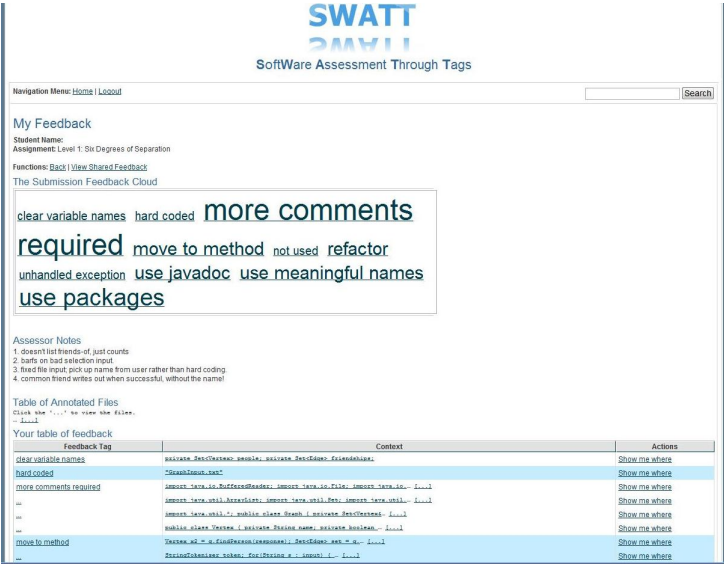 SWATT
SoftWare Assessment Through Tags
Navigation Menu: Home | Logout
Search
My Feedback
Student Name:
Assignment: Level 1: Six Degrees of Separation
Functions: Back | View Shared Feedback
The Submission Feedback Cloud
clear variable names hard coded more comments
required move to method not used refactor
unhandled exception use javadoc use meaningful names
use packages
Assessor Notes
1. doesn't list friends-of, just counts
2. barfs on bad selection input.
3. fixed file input; pick up name from user rather than hard coding.
4. common friend writes out when successful, without the name!
Table of Annotated Files
Click the '...' to view the files.
… [...]
Your table of feedback
Feedback Tag Context Actions
clear variable names private Set<Vertex> people; private Set<Edge> friendships; Show me where
hard coded "GraphInput.txt" Show me where
more comments required import java.io.BufferedReader; import java.io.File; import java.io.… [...] Show me where
... import java.util.ArrayList; import java.util.Set; import java.util.… [...] Show me where
... import java.util.*; public class Graph { private Set<Vertex>… [...] Show me where
... public class Vertex { private String name; private boolean … [...] Show me where
move to method Vertex x2 = g.findPerson(response); Set<Edge> set = g.… [...] Show me where
... StringTokeniser token; for(String s : input) { … [...] Show me where